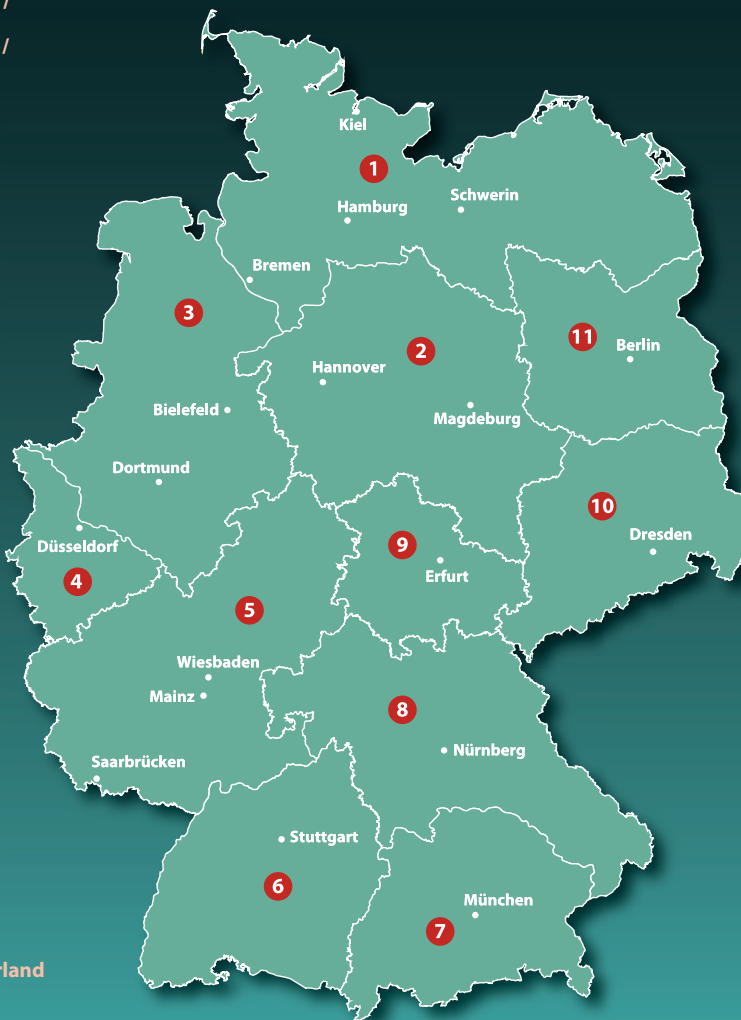 /
/
Kiel
1
Schwerin
Hamburg
Bremen
3
11
Berlin
2
Hannover
Bielefeld
Magdeburg
Dortmund
10
Dresden
Düsseldorf
9
4
Erfurt
5
Wiesbaden
Mainz
8
Nürnberg
Saarbrücken
Stuttgart
6
München
7
rland